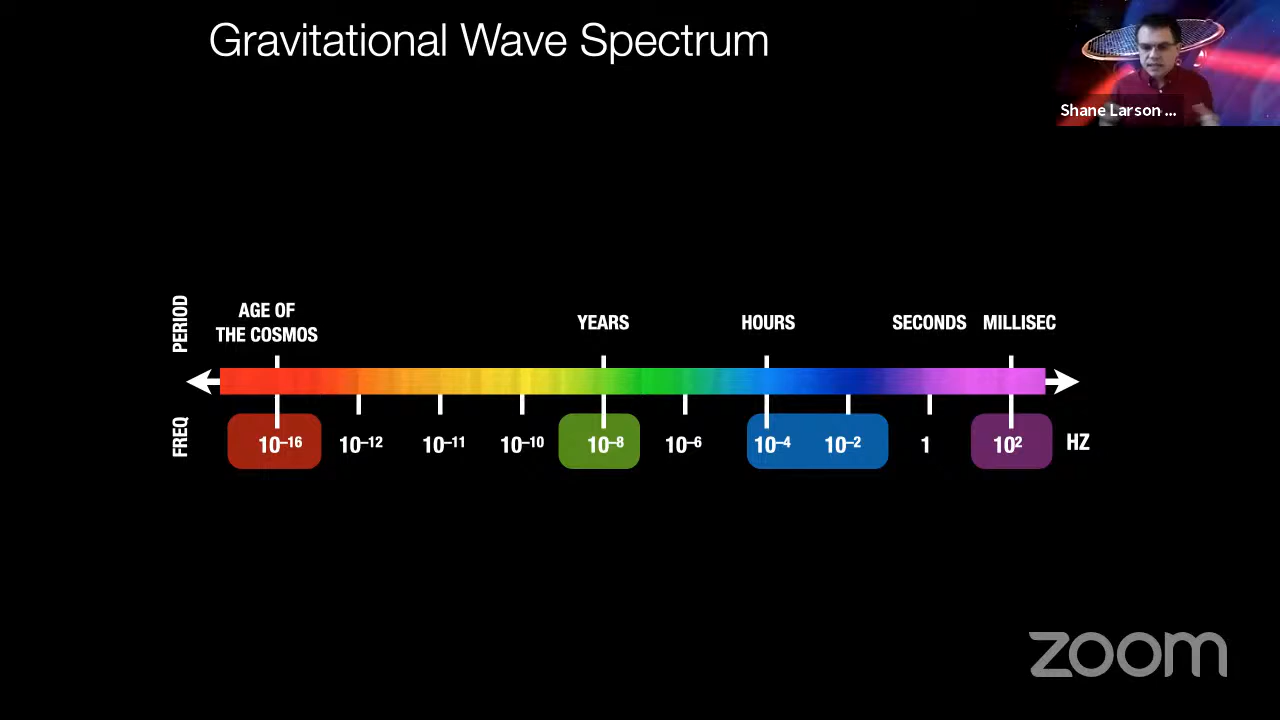 Gravitational Wave Spectrum
Shane Larson ...
PERIOD
AGE OF
THE COSMOS
YEARS
HOURS
SECONDS
MILLISEC
FREQ
10⁻¹⁶
10⁻¹²
10⁻¹¹
10⁻¹⁰
10⁻⁸
10⁻⁶
10⁻⁴
10⁻²
1
10²
HZ
zoom